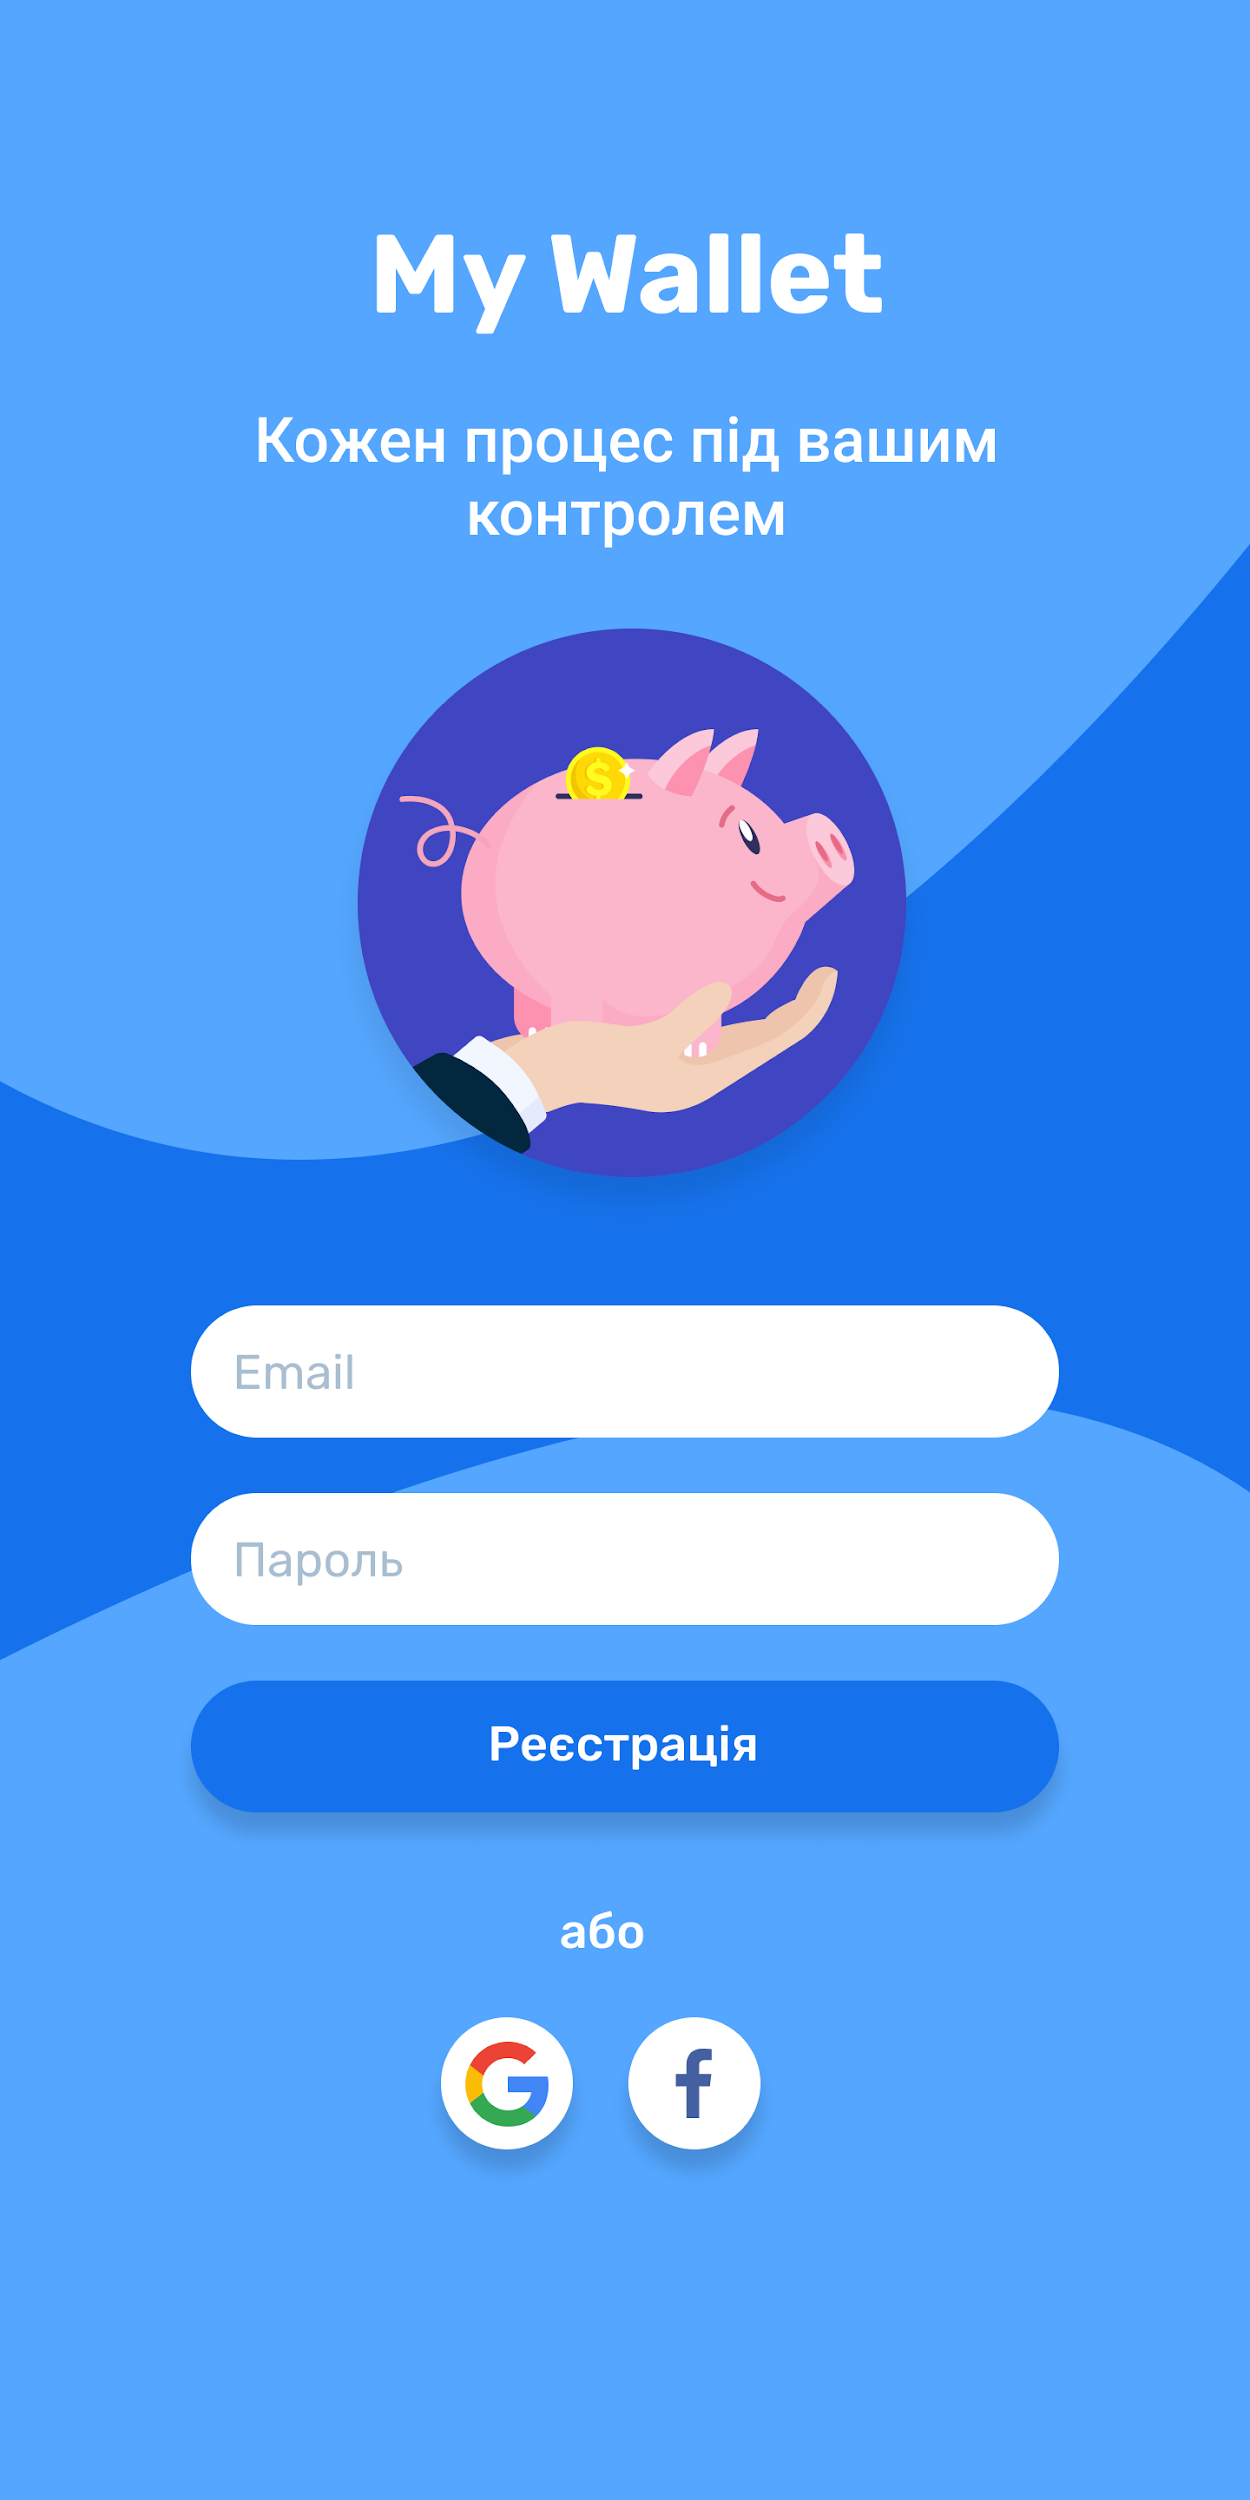 My Wallet
Кожен процес під вашим
контролем
Email
Пароль
Реєстрація
або